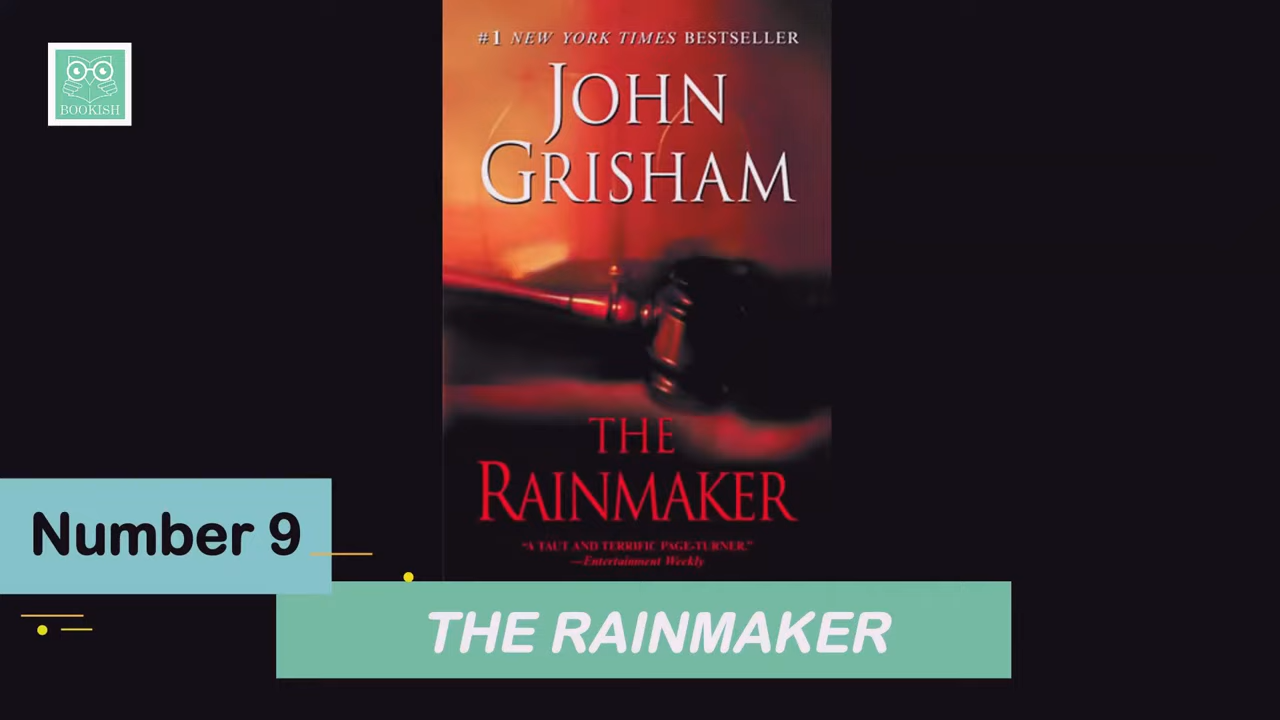 BOOKISH
#1 NEW YORK TIMES BESTSELLER
JOHN
GRISHAM
THE
RAINMAKER
"A TAUT AND TERRIFIC PAGE-TURNER."
—Entertainment Weekly
Number 9
THE RAINMAKER